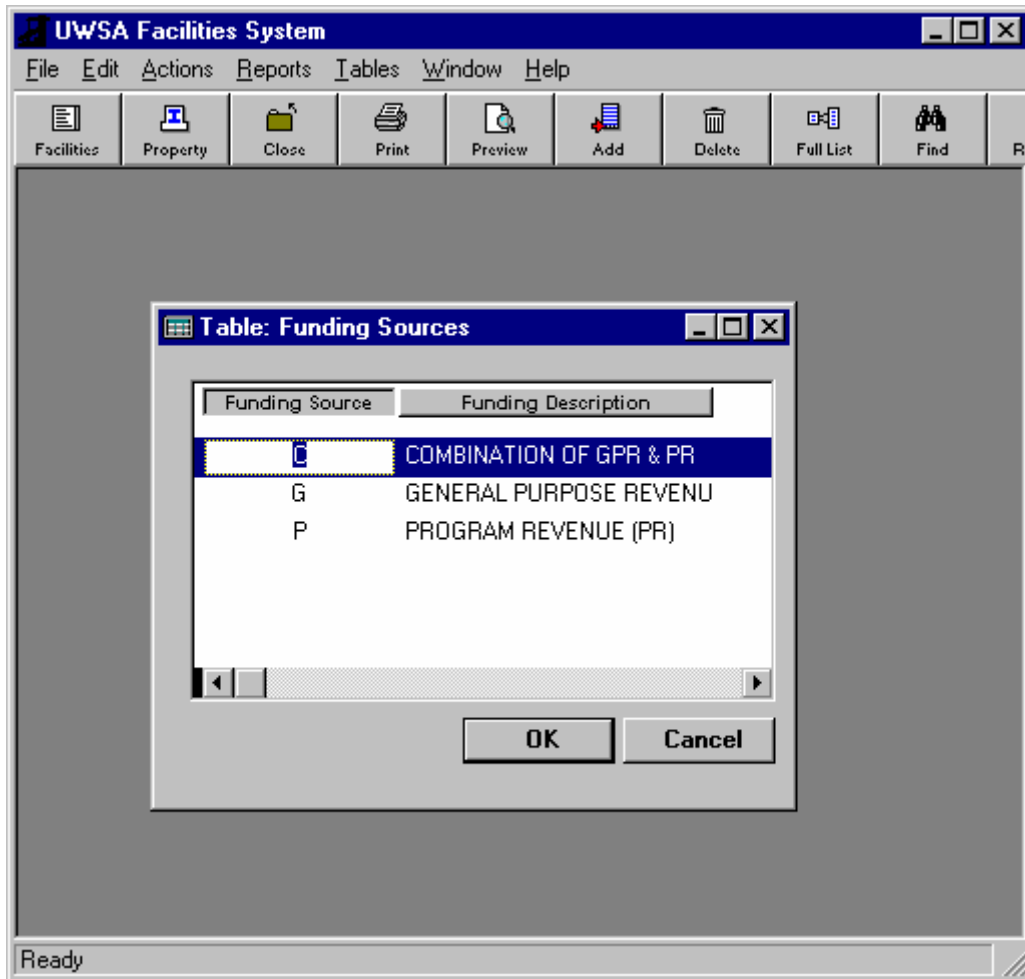 UWSA Facilities System
File Edit Actions Reports Tables Window Help
Facilities Property Close Print Preview Add Delete Full List Find R
Table: Funding Sources
Funding Source Funding Description
C COMBINATION OF GPR & PR
G GENERAL PURPOSE REVENU
P PROGRAM REVENUE (PR)
OK Cancel
Ready